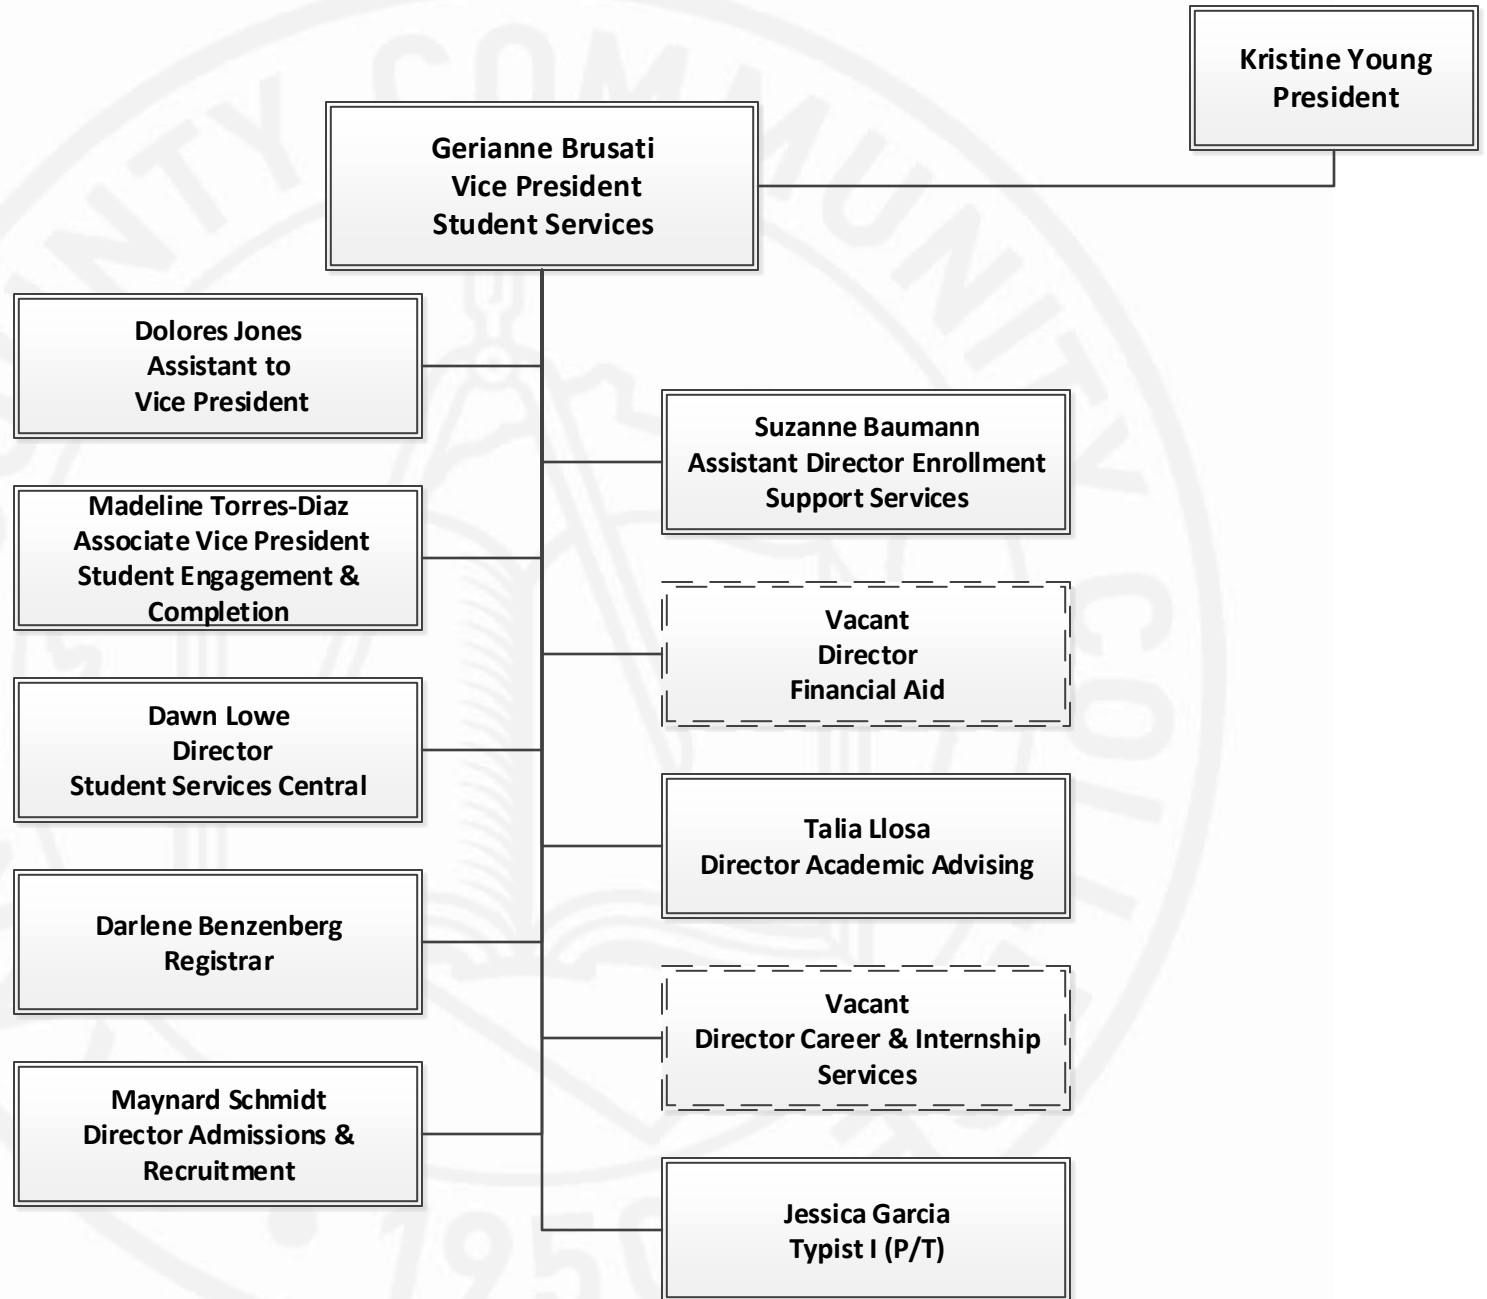 Kristine Young
President
Gerianne Brusati
Vice President
Student Services
Dolores Jones
Assistant to
Vice President
Suzanne Baumann
Assistant Director Enrollment
Support Services
Madeline Torres-Diaz
Associate Vice President
Student Engagement &
Completion
Vacant
Director
Financial Aid
Dawn Lowe
Director
Student Services Central
Talia Llosa
Director Academic Advising
Darlene Benzenberg
Registrar
Vacant
Director Career & Internship
Services
Maynard Schmidt
Director Admissions &
Recruitment
Jessica Garcia
Typist I (P/T)
COMMUNITY